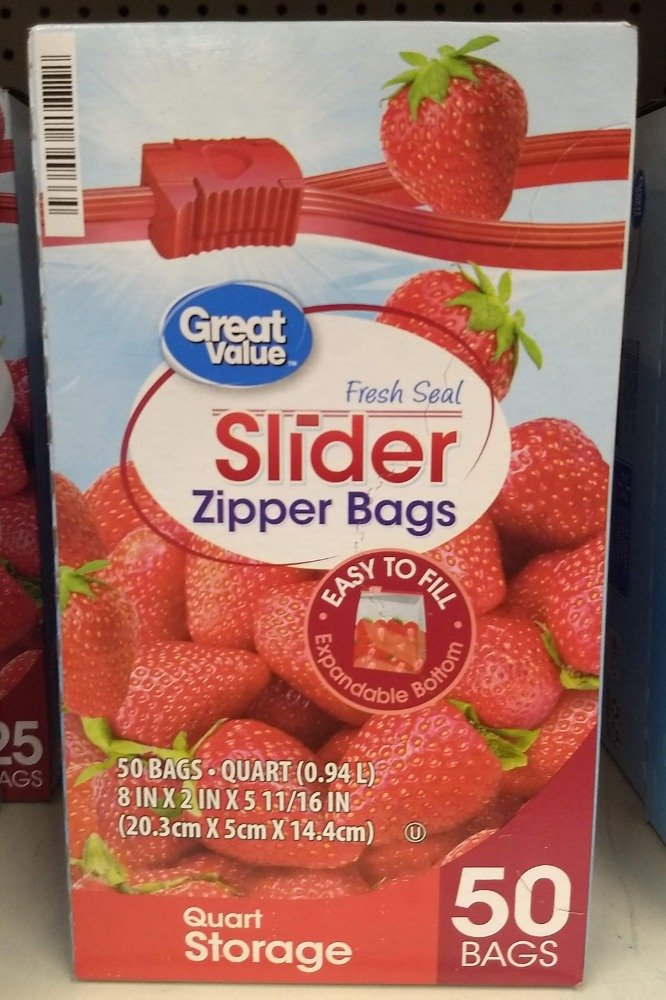 Great
Value™
Fresh Seal
Slider
Zipper Bags
EASY TO FILL
Expandable Bottom
50 BAGS • QUART (0.94 L)
8 IN X 2 IN X 5 11/16 IN
(20.3cm X 5cm X 14.4cm) Ⓤ
Quart
Storage
50
BAGS
25
AGS